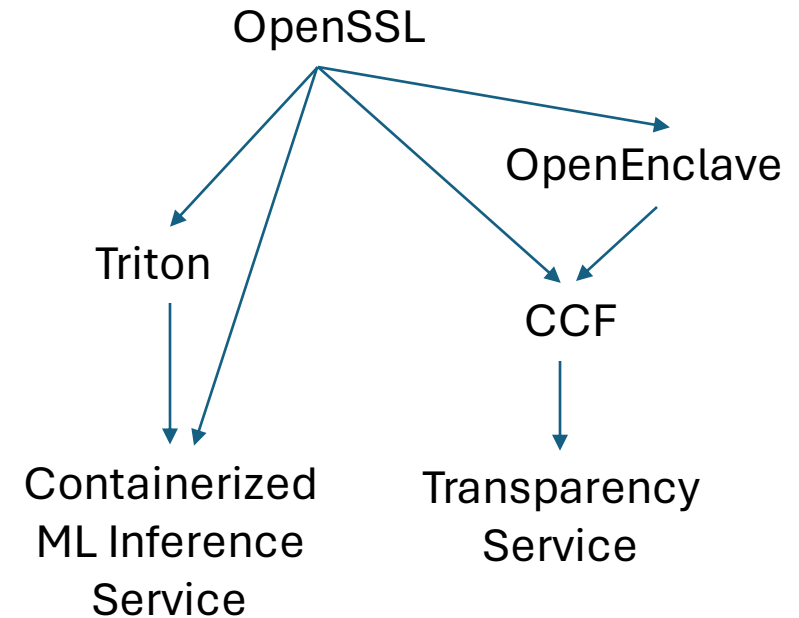 OpenSSL
OpenEnclave
Triton
CCF
Containerized
ML Inference
Service
Transparency
Service